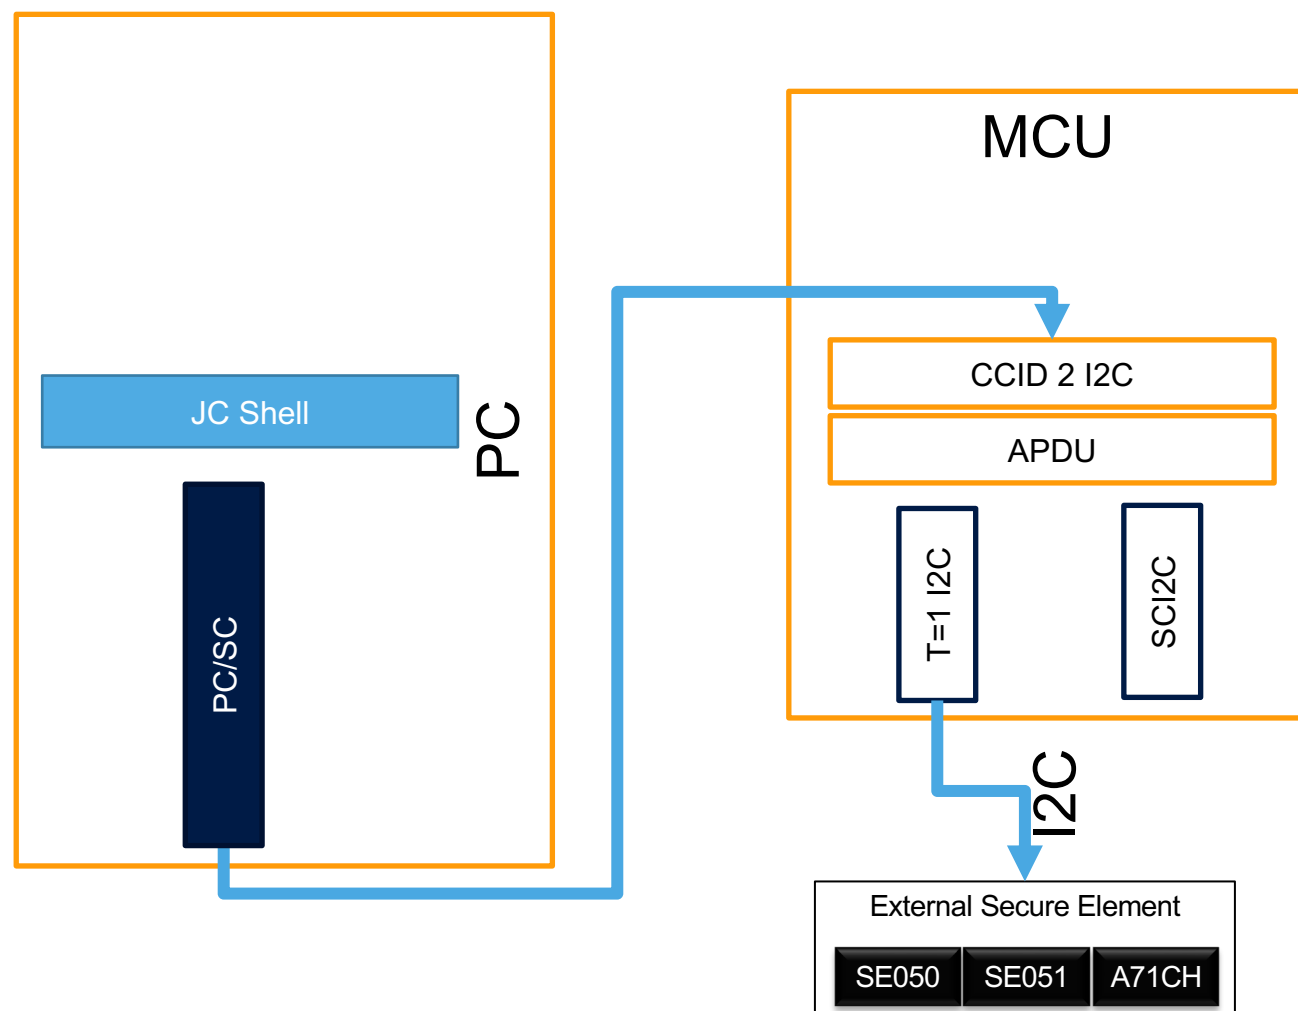 JC Shell
PC
PC/SC
MCU
CCID 2 I2C
APDU
T=1 I2C
SCI2C
I2C
External Secure Element
SE050 SE051 A71CH